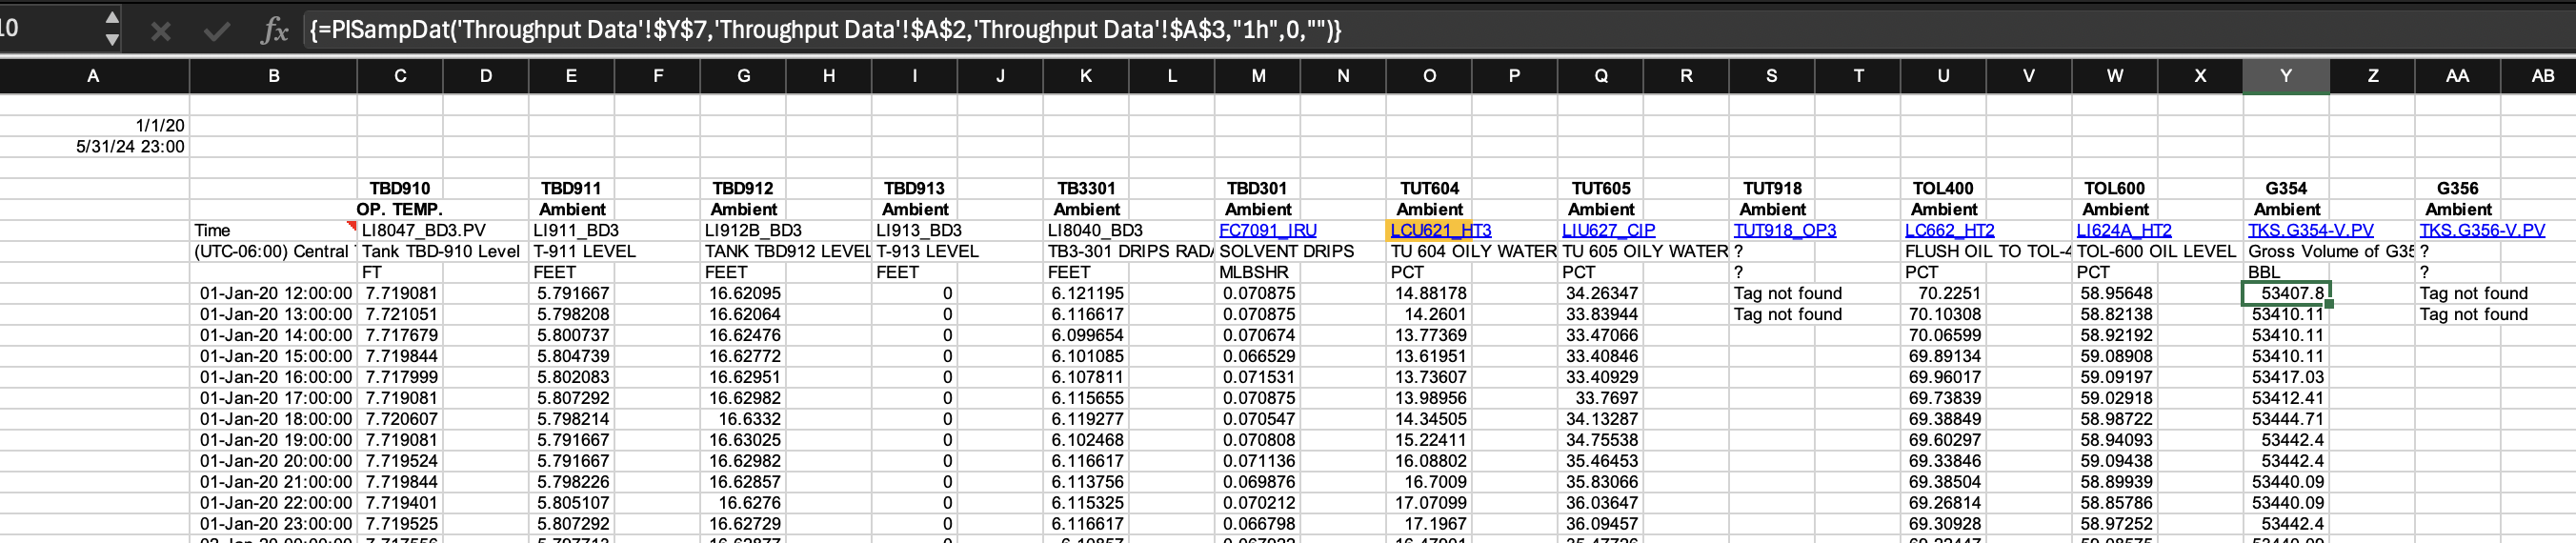 10 fx {=PISampDat('Throughput Data'!$Y$7,'Throughput Data'!$A$2,'Throughput Data'!$A$3,"1h",0,"")}
A B C D E F G H I J K L M N O P Q R S T U V W X Y Z AA AB
1/1/20
5/31/24 23:00
TBD910 TBD911 TBD912 TBD913 TB3301 TBD301 TUT604 TUT605 TUT918 TOL400 TOL600 G354 G356
OP. TEMP. Ambient Ambient Ambient Ambient Ambient Ambient Ambient Ambient Ambient Ambient Ambient Ambient
Time LI8047_BD3.PV LI911_BD3 LI912B_BD3 LI913_BD3 LI8040_BD3 FC7091_IRU LCU621_HT3 LIU627_CIP TUT918_OP3 LC662_HT2 LI624A_HT2 TKS.G354-V.PV TKS.G356-V.PV
(UTC-06:00) Central Tank TBD-910 Level T-911 LEVEL TANK TBD912 LEVEL T-913 LEVEL TB3-301 DRIPS RADA SOLVENT DRIPS TU 604 OILY WATER TU 605 OILY WATER ? FLUSH OIL TO TOL-4 TOL-600 OIL LEVEL Gross Volume of G35 ?
FT FEET FEET FEET FEET MLBSHR PCT PCT ? PCT PCT BBL ?
01-Jan-20 12:00:00 7.719081 5.791667 16.62095 0 6.121195 0.070875 14.88178 34.26347 Tag not found 70.2251 58.95648 53407.8 Tag not found
01-Jan-20 13:00:00 7.721051 5.798208 16.62064 0 6.116617 0.070875 14.2601 33.83944 Tag not found 70.10308 58.82138 53410.11 Tag not found
01-Jan-20 14:00:00 7.717679 5.800737 16.62476 0 6.099654 0.070674 13.77369 33.47066 70.06599 58.92192 53410.11
01-Jan-20 15:00:00 7.719844 5.804739 16.62772 0 6.101085 0.066529 13.61951 33.40846 69.89134 59.08908 53410.11
01-Jan-20 16:00:00 7.717999 5.802083 16.62951 0 6.107811 0.071531 13.73607 33.40929 69.96017 59.09197 53417.03
01-Jan-20 17:00:00 7.719081 5.807292 16.62982 0 6.115655 0.070875 13.98956 33.7697 69.73839 59.02918 53412.41
01-Jan-20 18:00:00 7.720607 5.798214 16.6332 0 6.119277 0.070547 14.34505 34.13287 69.38849 58.98722 53444.71
01-Jan-20 19:00:00 7.719081 5.791667 16.63025 0 6.102468 0.070808 15.22411 34.75538 69.60297 58.94093 53442.4
01-Jan-20 20:00:00 7.719524 5.791667 16.62982 0 6.116617 0.071136 16.08802 35.46453 69.33846 59.09438 53442.4
01-Jan-20 21:00:00 7.719844 5.798226 16.62857 0 6.113756 0.069876 16.7009 35.83066 69.38504 58.89939 53440.09
01-Jan-20 22:00:00 7.719401 5.805107 16.6276 0 6.115325 0.070212 17.07099 36.03647 69.26814 58.85786 53440.09
01-Jan-20 23:00:00 7.719525 5.807292 16.62729 0 6.116617 0.066798 17.1967 36.09457 69.30928 58.97252 53442.4